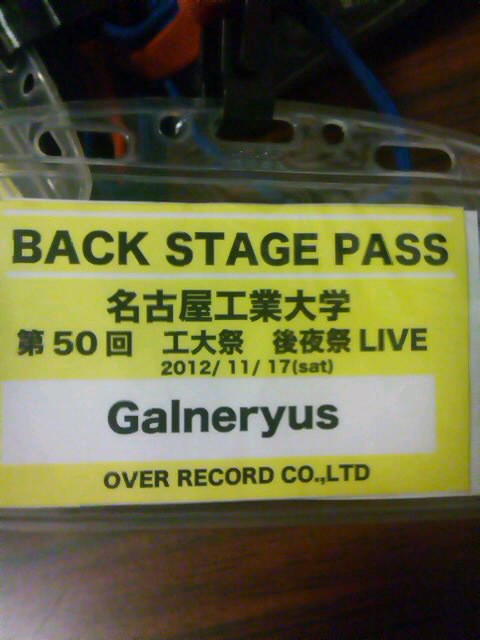 BACK STAGE PASS
名古屋工業大学
第50回 工大祭 後夜祭 LIVE
2012/ 11/ 17(sat)
Galneryus
OVER RECORD CO.,LTD